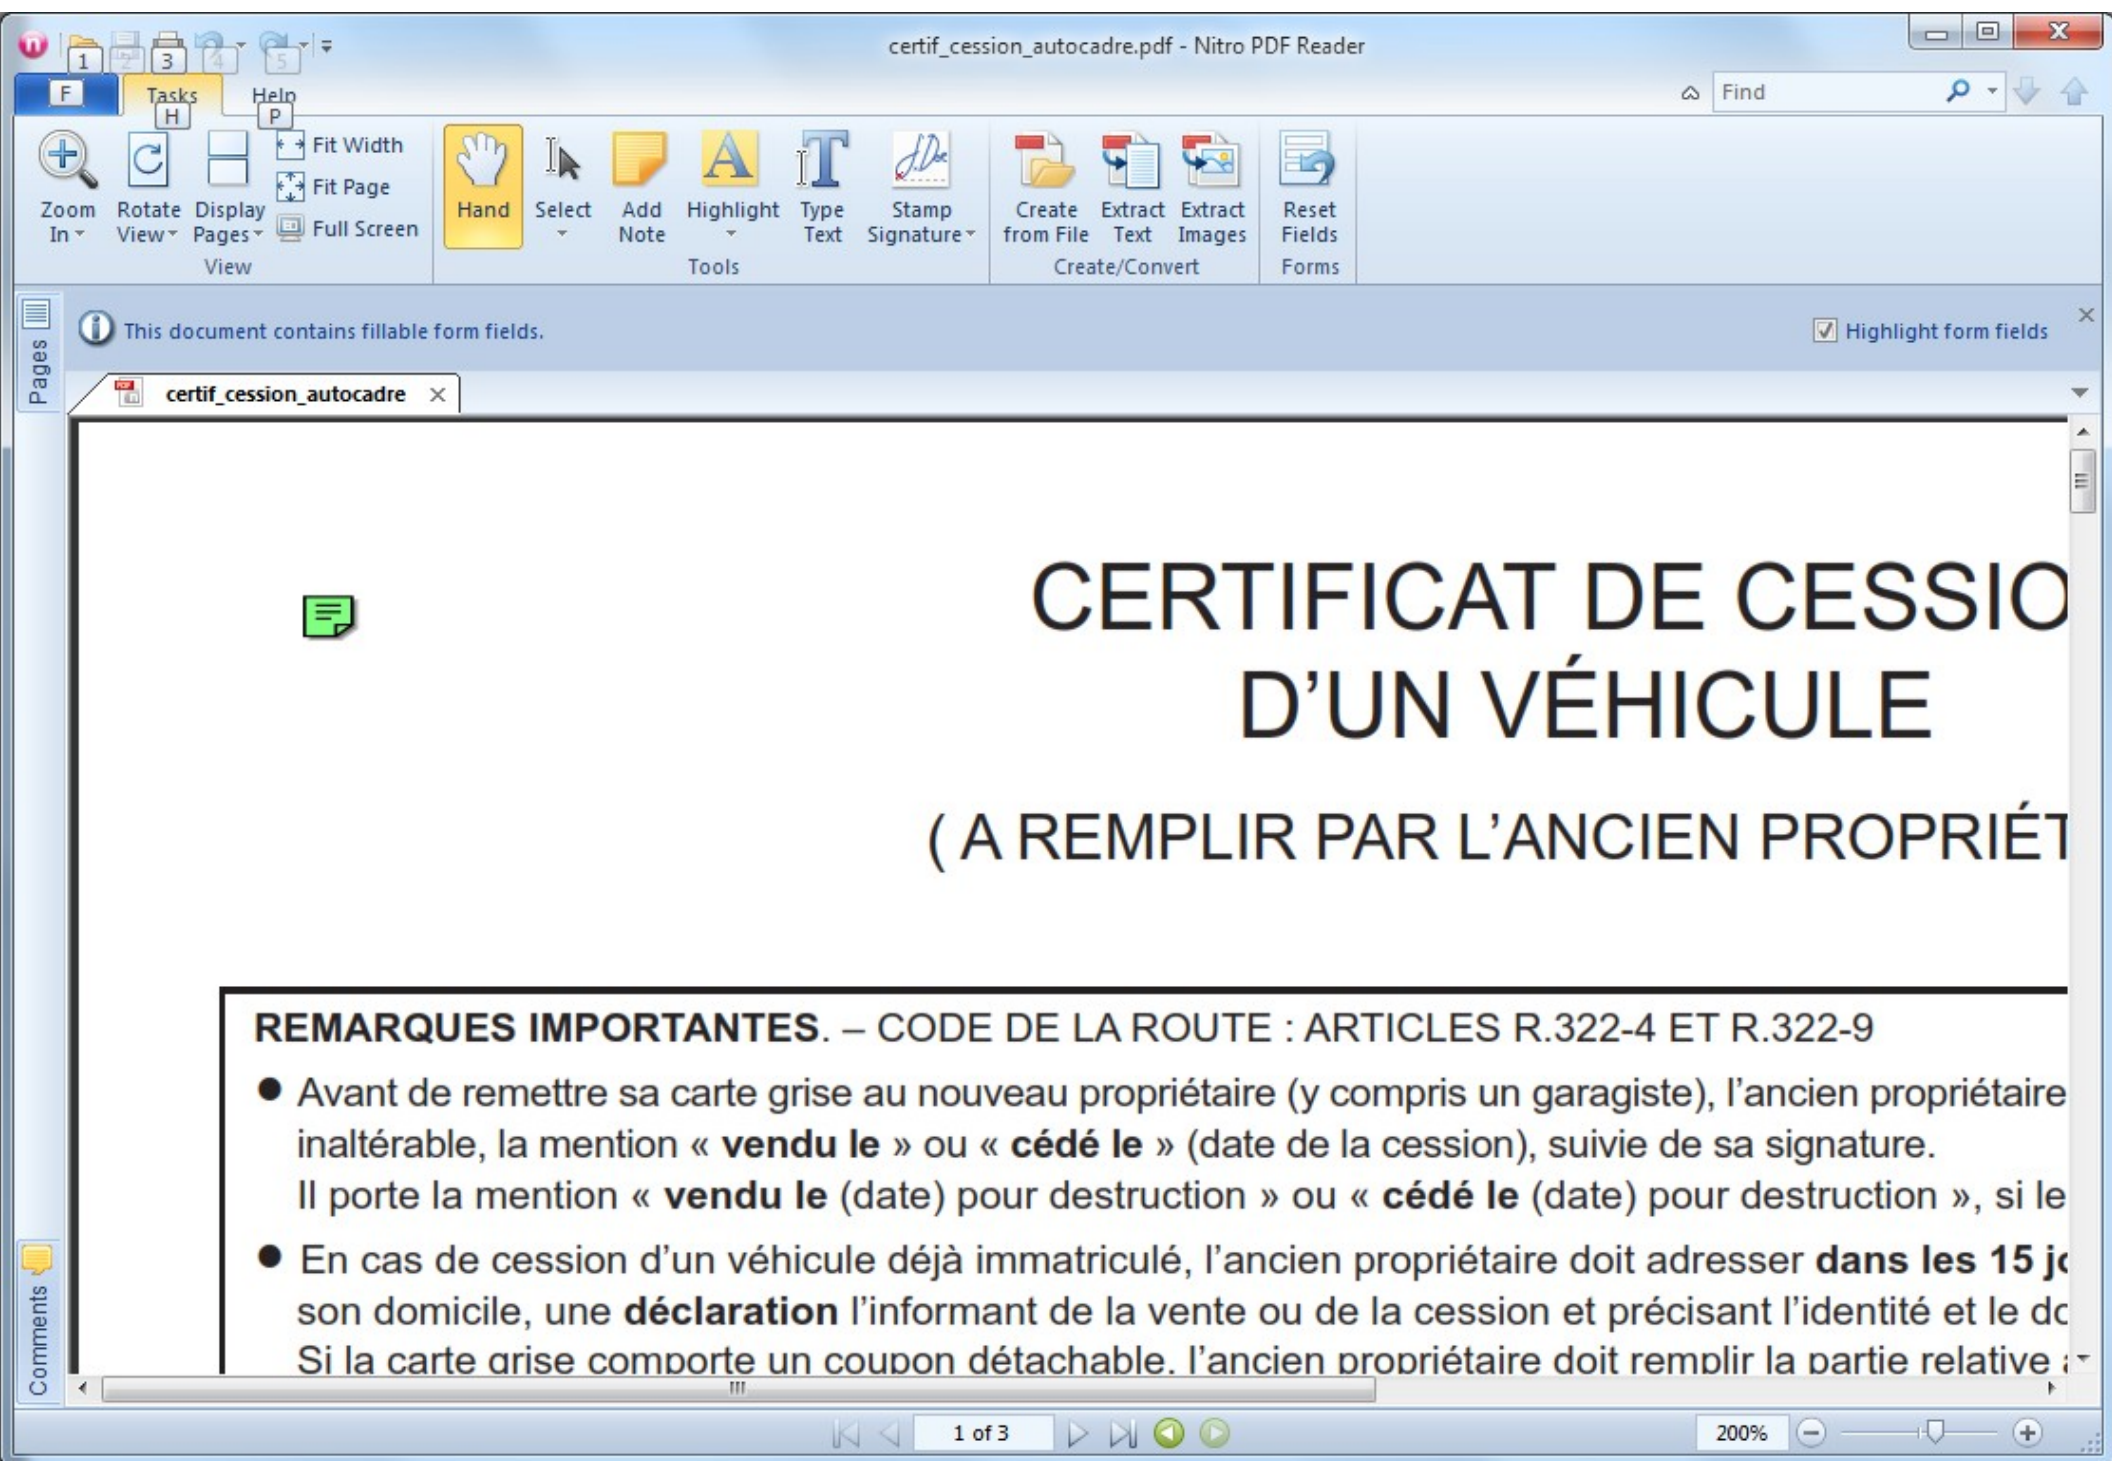 certif_cession_autocadre.pdf - Nitro PDF Reader
1 2 3 4 5
F Tasks Help
H P
Find
Fit Width
Fit Page
Full Screen
Zoom In
Rotate View
Display Pages
View
Hand
Select
Add Note
Highlight
Type Text
Stamp Signature
Tools
Create from File
Extract Text
Extract Images
Create/Convert
Reset Fields
Forms
Pages
This document contains fillable form fields.
Highlight form fields
certif_cession_autocadre
CERTIFICAT DE CESSIO
D’UN VÉHICULE
( A REMPLIR PAR L’ANCIEN PROPRIÉT
REMARQUES IMPORTANTES. – CODE DE LA ROUTE : ARTICLES R.322-4 ET R.322-9
● Avant de remettre sa carte grise au nouveau propriétaire (y compris un garagiste), l’ancien propriétaire
inaltérable, la mention « vendu le » ou « cédé le » (date de la cession), suivie de sa signature.
Il porte la mention « vendu le (date) pour destruction » ou « cédé le (date) pour destruction », si le
● En cas de cession d’un véhicule déjà immatriculé, l’ancien propriétaire doit adresser dans les 15 jo
son domicile, une déclaration l’informant de la vente ou de la cession et précisant l’identité et le do
Si la carte grise comporte un coupon détachable, l’ancien propriétaire doit remplir la partie relative
Comments
1 of 3
200%